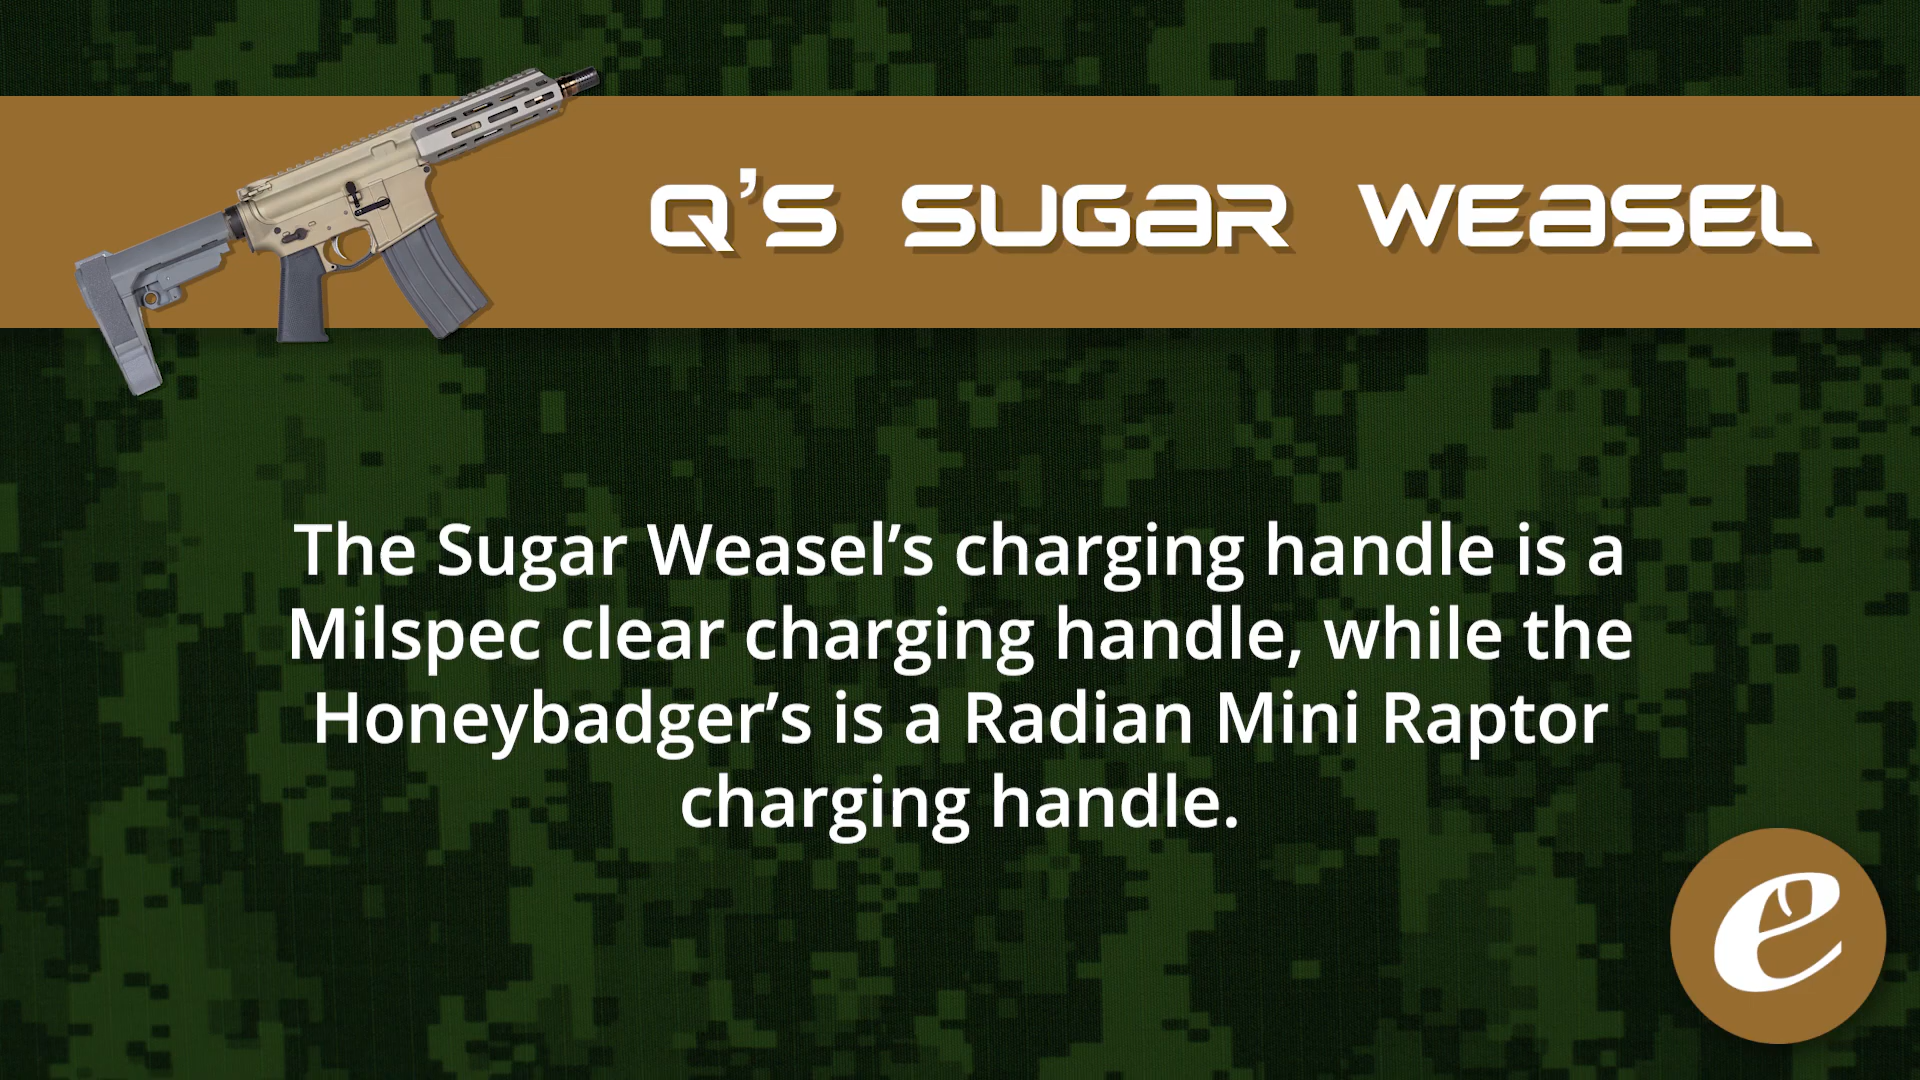 Q’S SUGAR WEASEL
The Sugar Weasel’s charging handle is a
Milspec clear charging handle, while the
Honeybadger’s is a Radian Mini Raptor
charging handle.
e